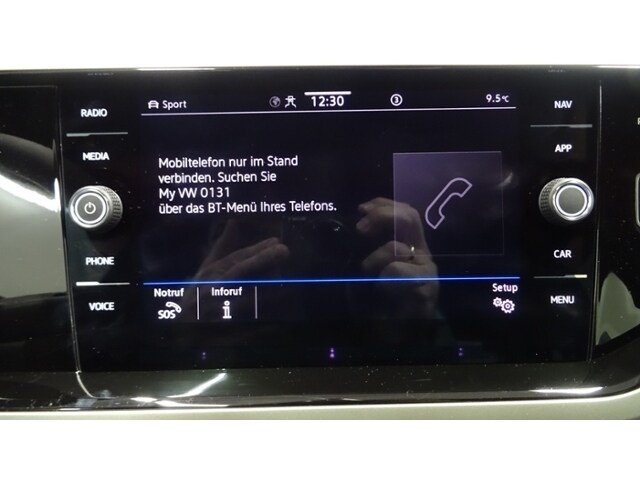 RADIO
MEDIA
PHONE
VOICE
Sport
12:30
3
9.5°C
Mobiltelefon nur im Stand
verbinden. Suchen Sie
My VW 0131
über das BT-Menü Ihres Telefons.
Notruf
SOS
Inforuf
i
Setup
NAV
APP
CAR
MENU